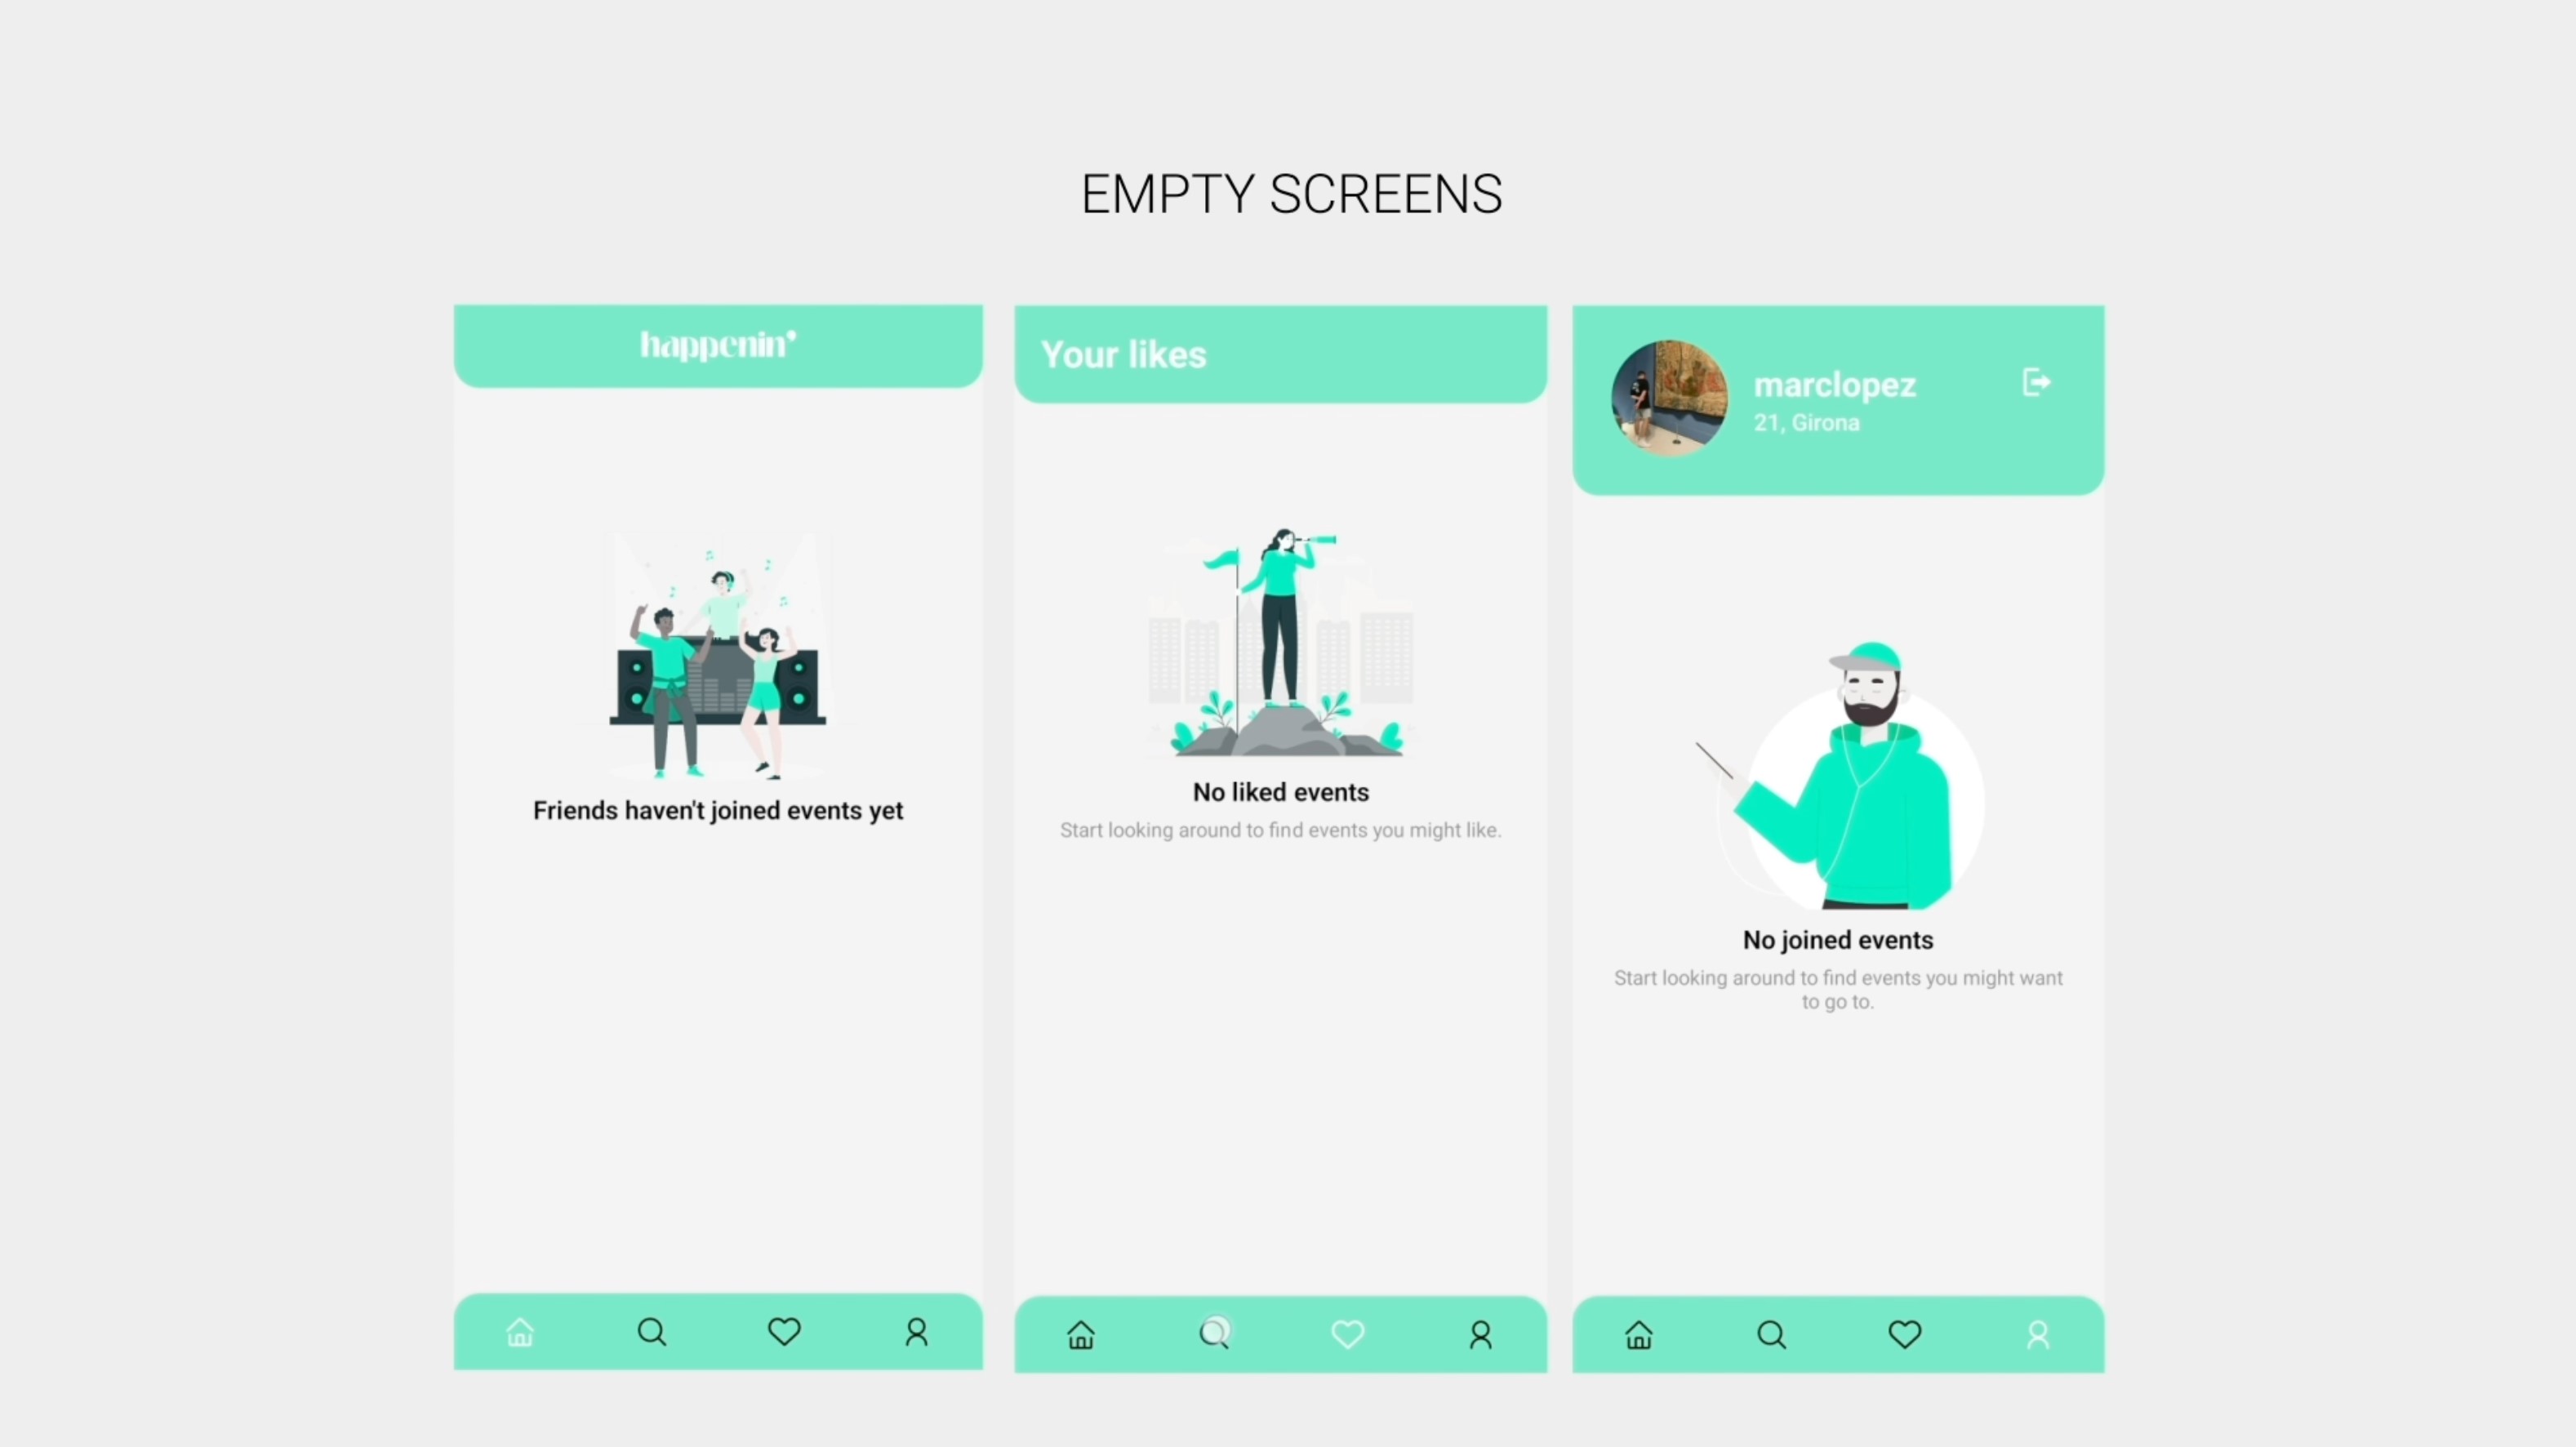 EMPTY SCREENS
happenin'
Friends haven't joined events yet
Your likes
No liked events
Start looking around to find events you might like.
marclopez
21, Girona
No joined events
Start looking around to find events you might want
to go to.